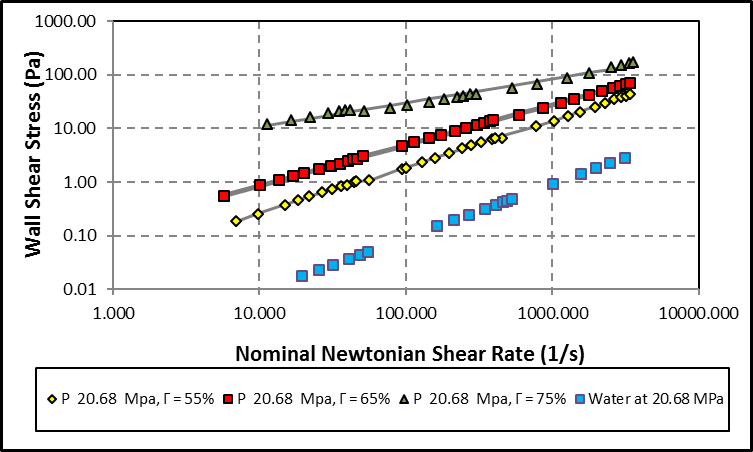 1000.00
100.00
10.00
1.00
0.10
0.01
Wall Shear Stress (Pa)
1.000 10.000 100.000 1000.000 10000.000
Nominal Newtonian Shear Rate (1/s)
P 20.68 Mpa, Γ = 55% P 20.68 Mpa, Γ = 65% P 20.68 Mpa, Γ = 75% Water at 20.68 MPa